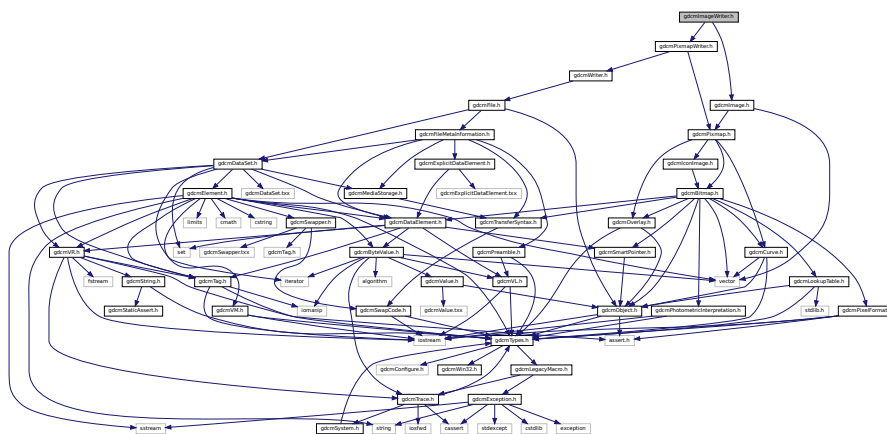 gdcmImageWriter.h
gdcmPixmapWriter.h
gdcmWriter.h
gdcmFile.h
gdcmImage.h
gdcmFileMetaInformation.h
gdcmPixmap.h
gdcmDataSet.h
gdcmExplicitDataElement.h
gdcmIconImage.h
gdcmElement.h
gdcmDataSet.txx
gdcmMediaStorage.h
gdcmExplicitDataElement.txx
gdcmBitmap.h
limits
cmath
cstring
gdcmSwapper.h
gdcmDataElement.h
gdcmTransferSyntax.h
gdcmOverlay.h
gdcmVR.h
set
gdcmSwapper.txx
gdcmTag.h
gdcmByteValue.h
gdcmPreamble.h
gdcmSmartPointer.h
gdcmCurve.h
fstream
gdcmString.h
gdcmTag.h
iterator
algorithm
gdcmValue.h
gdcmVL.h
vector
gdcmLookupTable.h
gdcmStaticAssert.h
gdcmVM.h
iomanip
gdcmSwapCode.h
gdcmValue.txx
gdcmObject.h
gdcmPhotometricInterpretation.h
stdlib.h
gdcmPixelFormat.h
iostream
gdcmTypes.h
assert.h
gdcmConfigure.h
gdcmWin32.h
gdcmLegacyMacro.h
gdcmTrace.h
gdcmException.h
sstream
gdcmSystem.h
string
iosfwd
cassert
stdexcept
cstdlib
exception